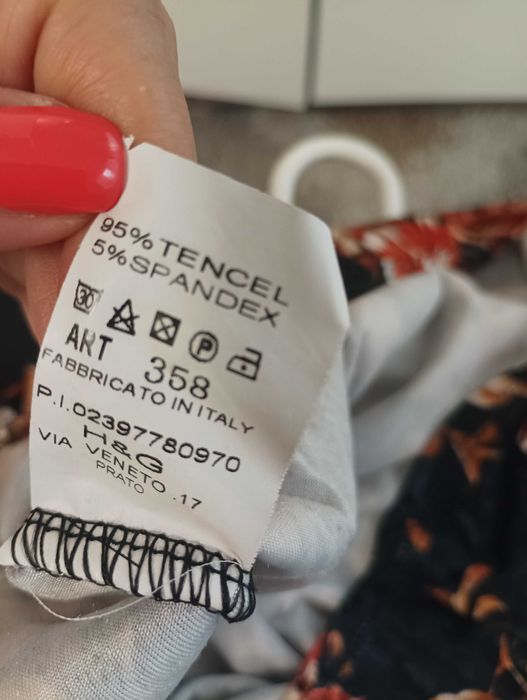 95% TENCEL
5% SPANDEX
30 P
ART 358
FABBRICATO IN ITALY
P.I.02397780970
H&G
VIA VENETO .17
PRATO